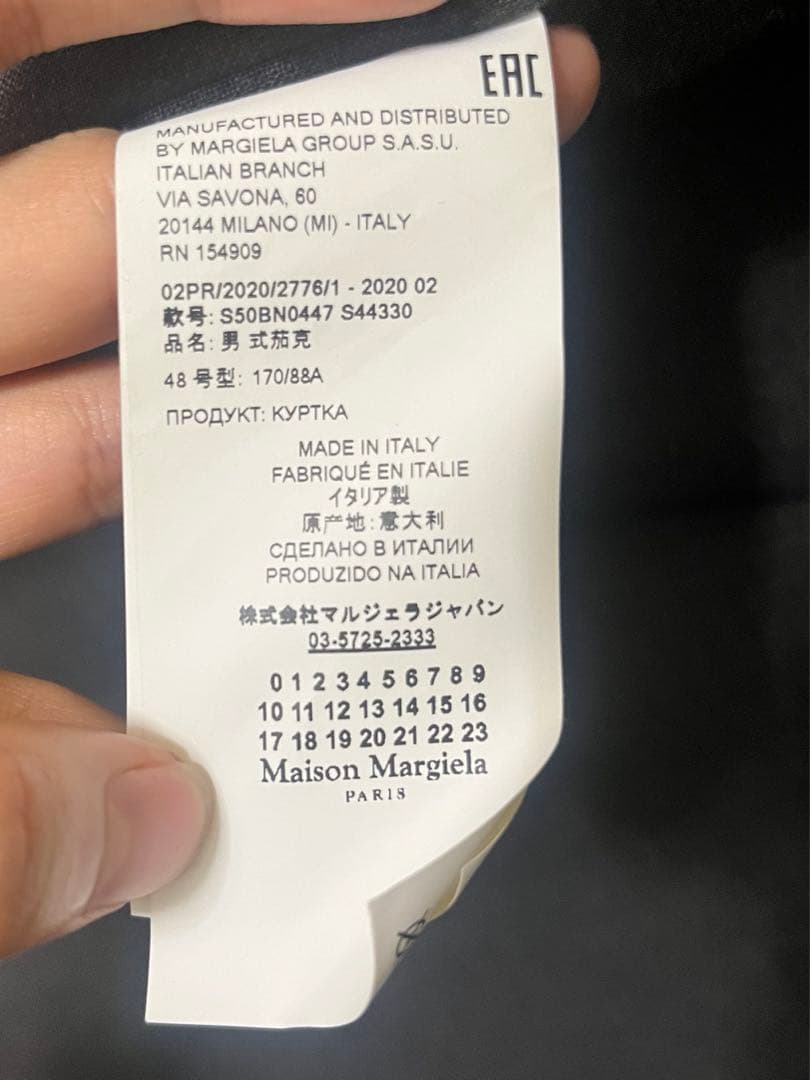 EAC
MANUFACTURED AND DISTRIBUTED
BY MARGIELA GROUP S.A.S.U.
ITALIAN BRANCH
VIA SAVONA, 60
20144 MILANO (MI) - ITALY
RN 154909
02PR/2020/2776/1 - 2020 02
款号: S50BN0447 S44330
品名: 男 式茄克
48 号型: 170/88A
ПРОДУКТ: КУРТКА
MADE IN ITALY
FABRIQUÉ EN ITALIE
イタリア製
原产地:意大利
СДЕЛАНО В ИТАЛИИ
PRODUZIDO NA ITALIA
株式会社マルジェラジャパン
03-5725-2333
0 1 2 3 4 5 6 7 8 9
10 11 12 13 14 15 16
17 18 19 20 21 22 23
Maison Margiela
PARIS